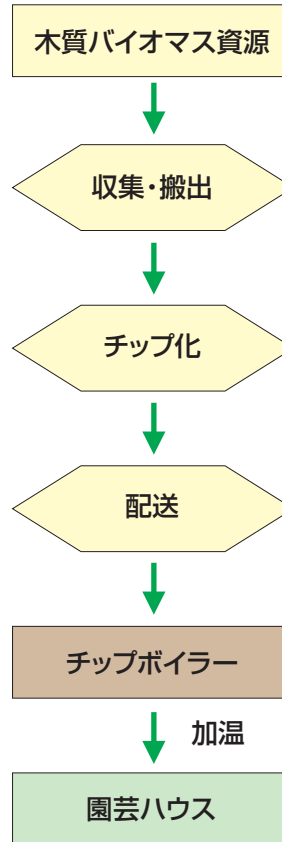 木質バイオマス資源
収集・搬出
チップ化
配送
チップボイラー
加温
園芸ハウス